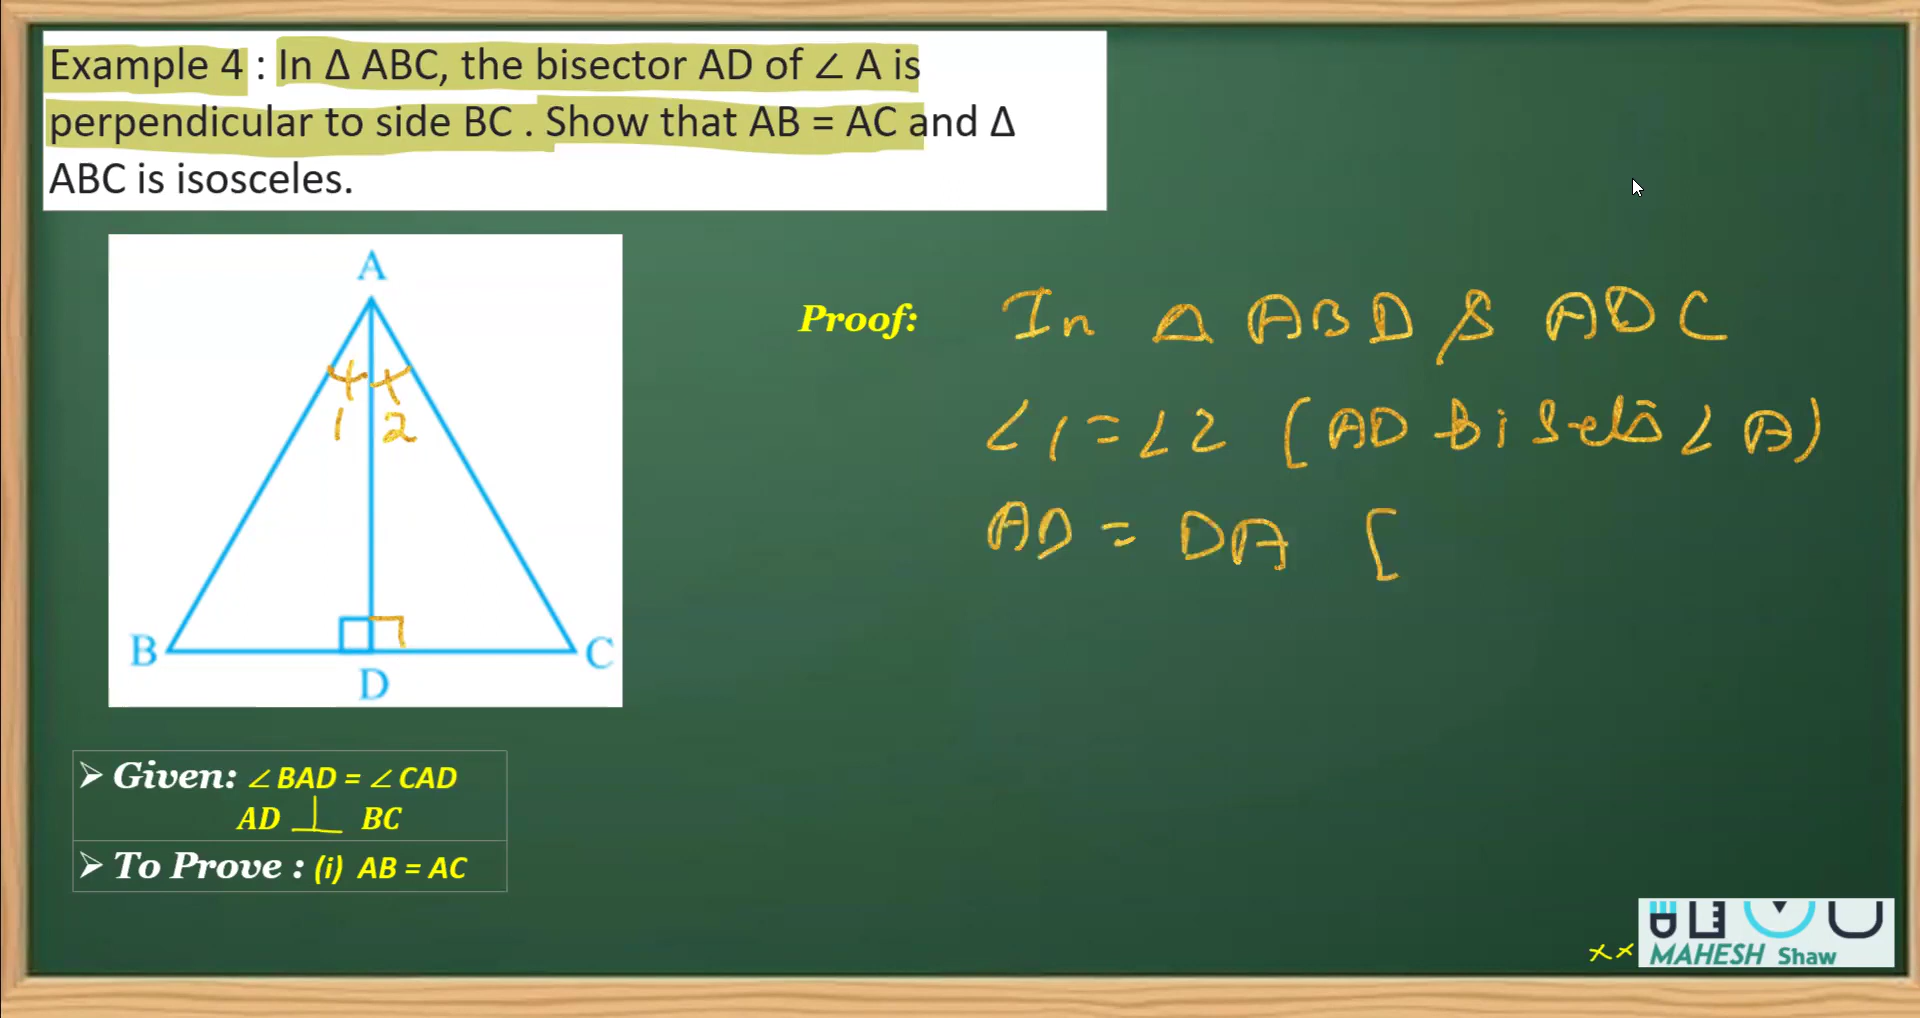 Example 4 : In Δ ABC, the bisector AD of ∠ A is
perpendicular to side BC . Show that AB = AC and Δ
ABC is isosceles.
A
1 2
B
C
D
Proof: In Δ ABD & ADC
∠1 = ∠2 [AD Bisets ∠A)
AD = DA [
➢ Given: ∠BAD = ∠CAD
AD ⊥ BC
➢ To Prove : (i) AB = AC
MAHESH Shaw